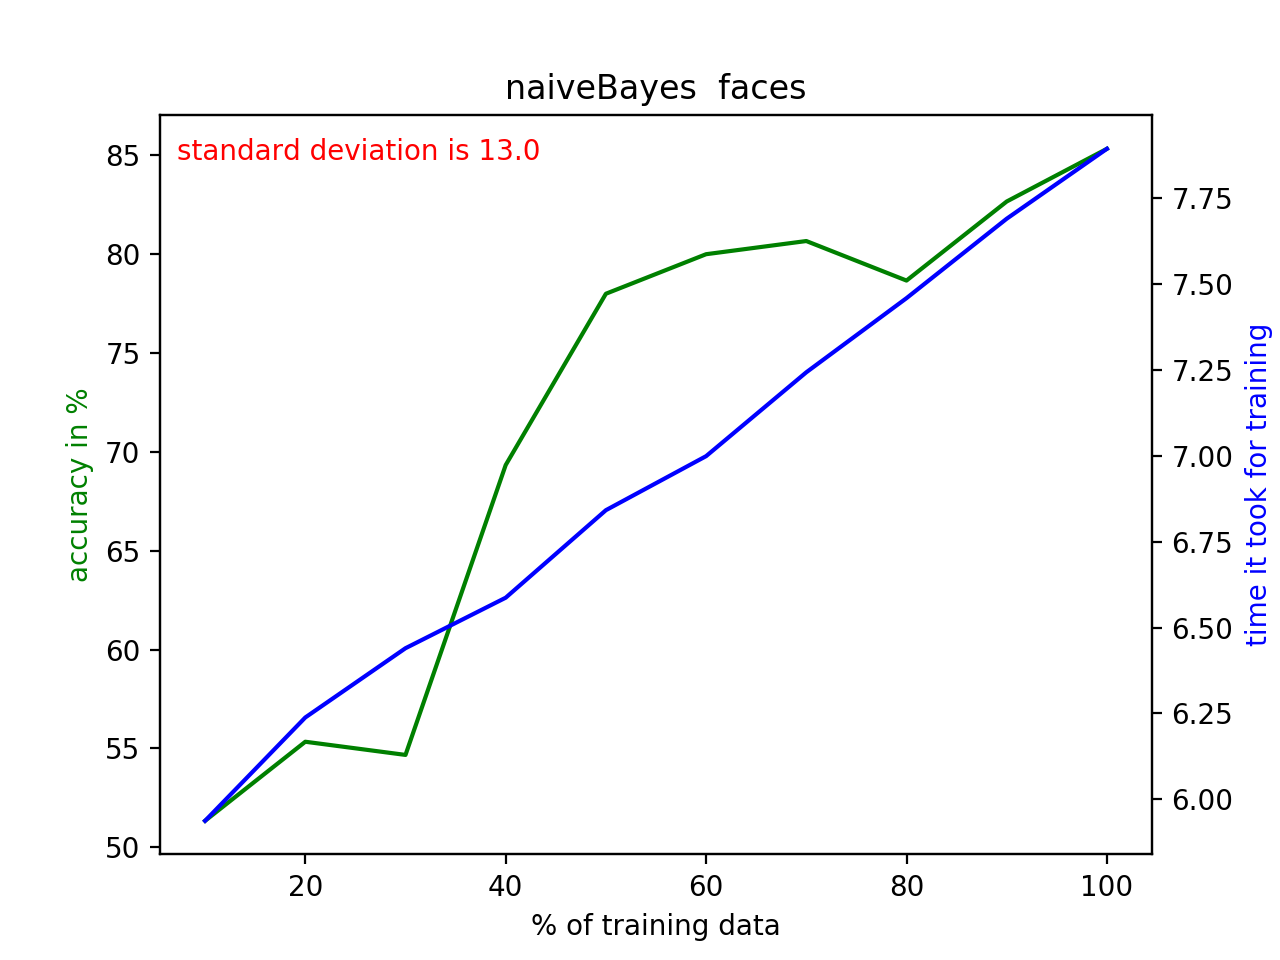 naiveBayes  faces
standard deviation is 13.0
85
80
75
70
65
60
55
50
accuracy in %
7.75
7.50
7.25
7.00
6.75
6.50
6.25
6.00
time it took for training
20 40 60 80 100
% of training data